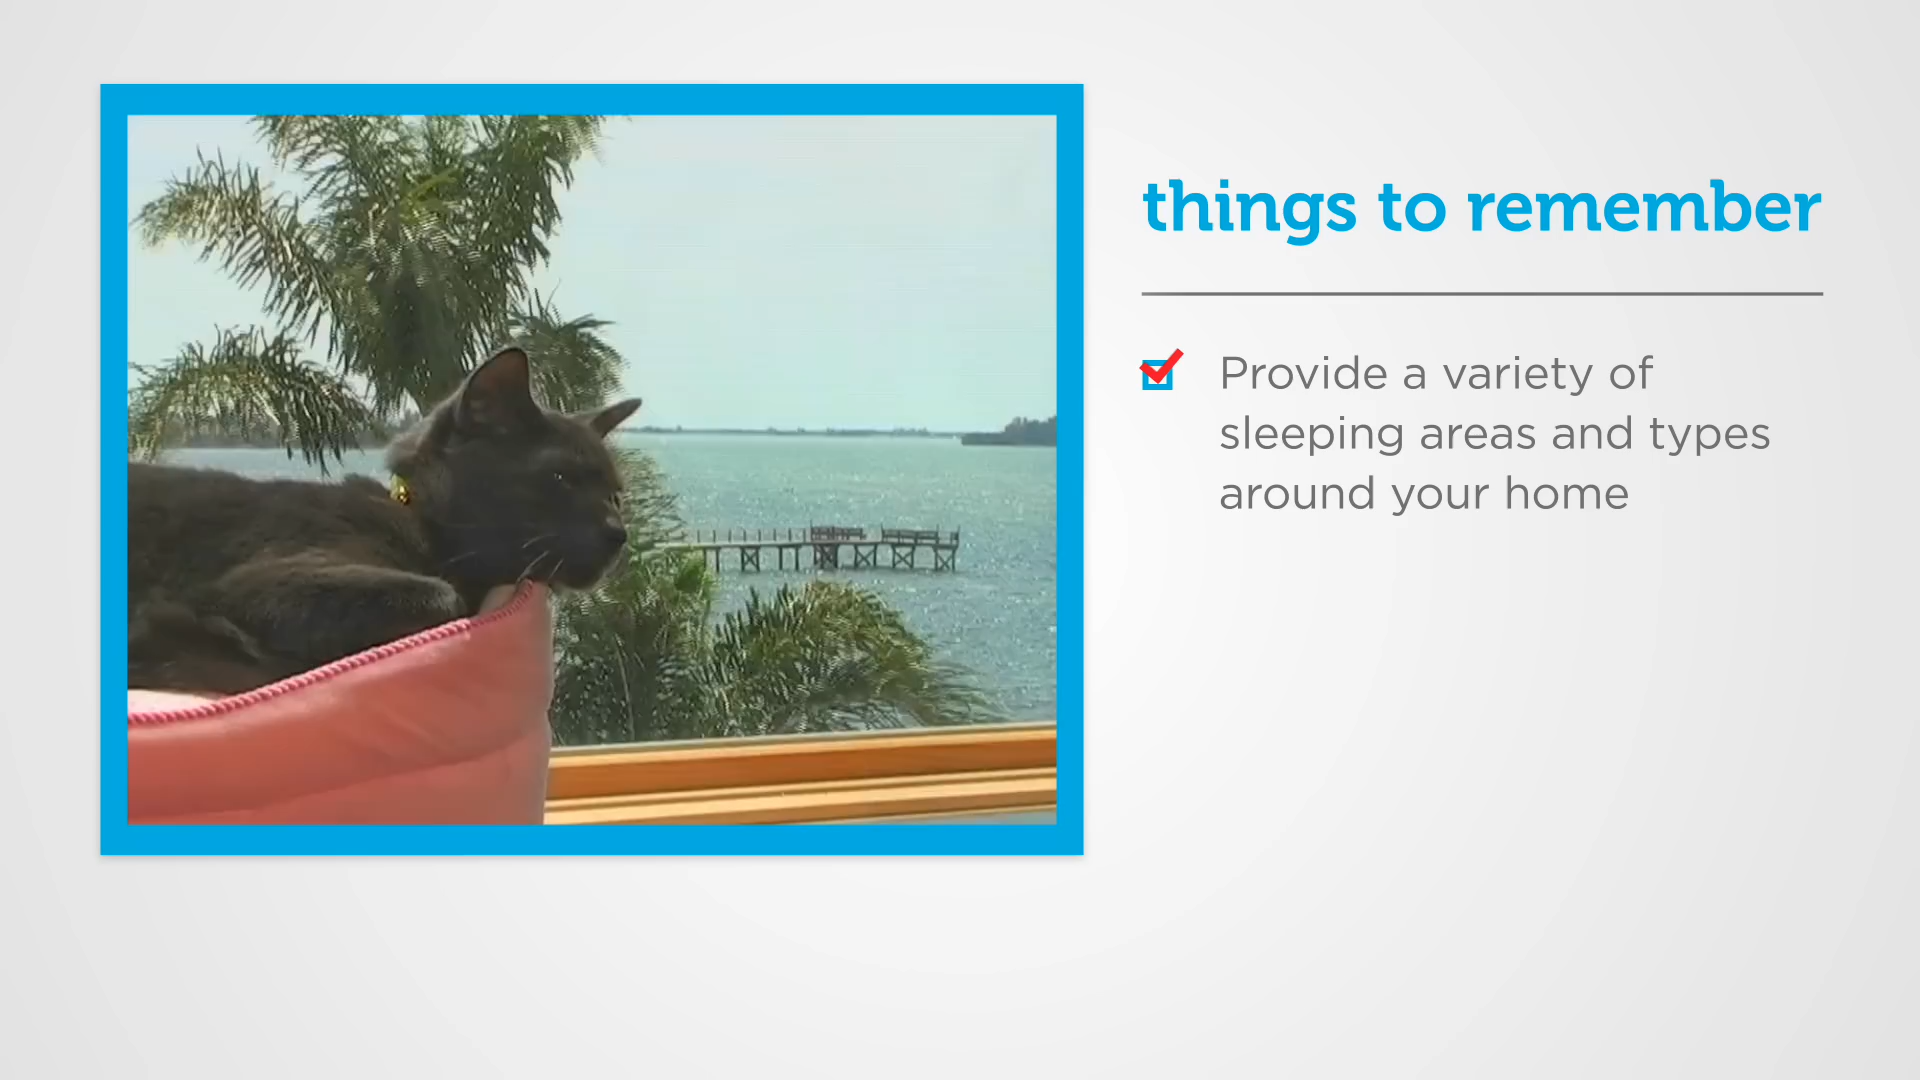 things to remember
Provide a variety of
sleeping areas and types
around your home